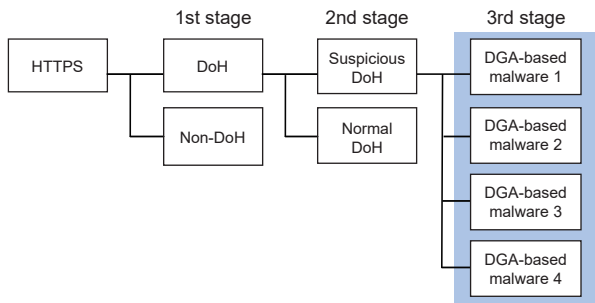 1st stage
2nd stage
3rd stage
HTTPS
DoH
Non-DoH
Suspicious
DoH
Normal
DoH
DGA-based
malware 1
DGA-based
malware 2
DGA-based
malware 3
DGA-based
malware 4